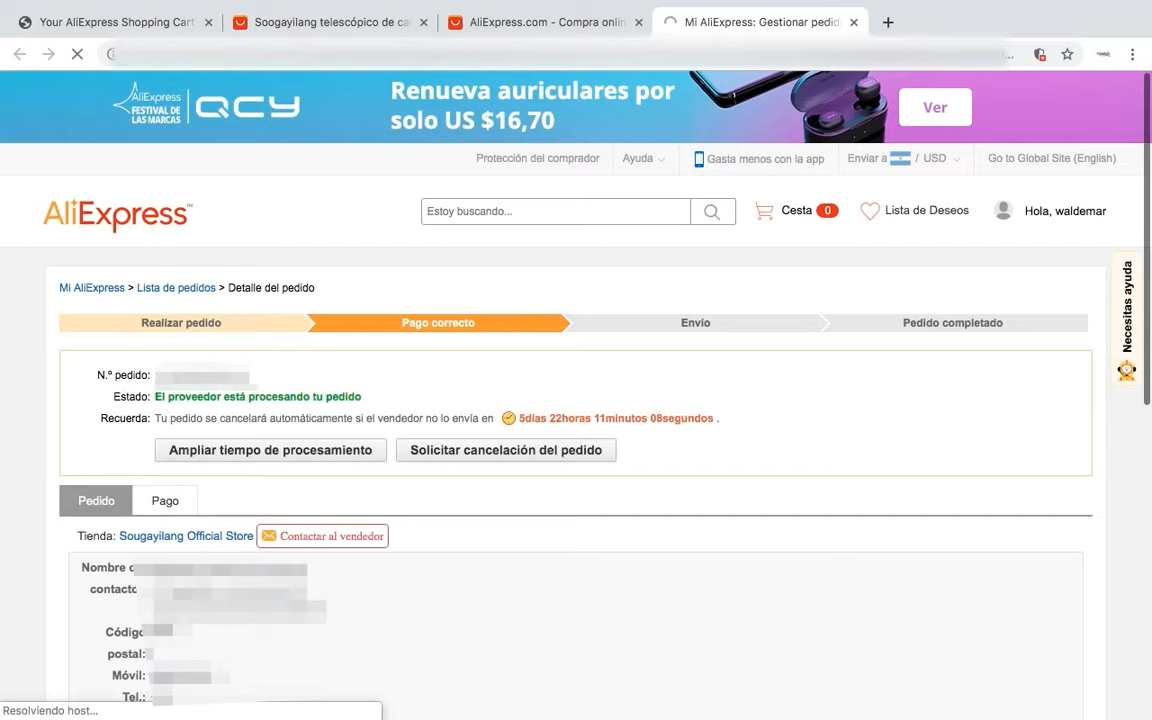 Your AliExpress Shopping Cart
Soogayilang telescópico de ca
AliExpress.com - Compra onlin
Mi AliExpress: Gestionar pedid
...
AliExpress
FESTIVAL DE
LAS MARCAS
QCY
Renueva auriculares por
solo US $16,70
Ver
Protección del comprador
Ayuda
Gasta menos con la app
Enviar a / USD
Go to Global Site (English)
AliExpress™
Estoy buscando...
Cesta 0
Lista de Deseos
Hola, waldemar
Necesitas ayuda
Mi AliExpress > Lista de pedidos > Detalle del pedido
Realizar pedido
Pago correcto
Envío
Pedido completado
N.º pedido:
Estado: El proveedor está procesando tu pedido
Recuerda: Tu pedido se cancelará automáticamente si el vendedor no lo envía en 5días 22horas 11minutos 08segundos .
Ampliar tiempo de procesamiento
Solicitar cancelación del pedido
Pedido
Pago
Tienda: Sougayilang Official Store Contactar al vendedor
Nombre d
contacto
Código
postal:
Móvil:
Tel.:
Resolviendo host...